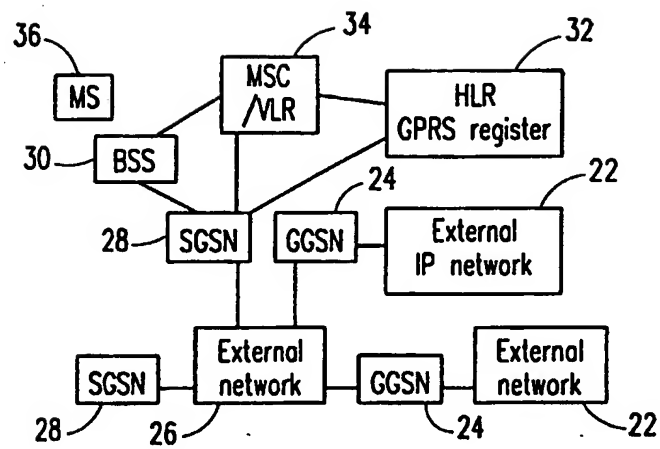 36
34
32
MS
MSC
/VLR
HLR
GPRS register
30
BSS
24
22
28
SGSN
GGSN
External
IP network
SGSN
External
network
GGSN
External
network
28
26
24
22